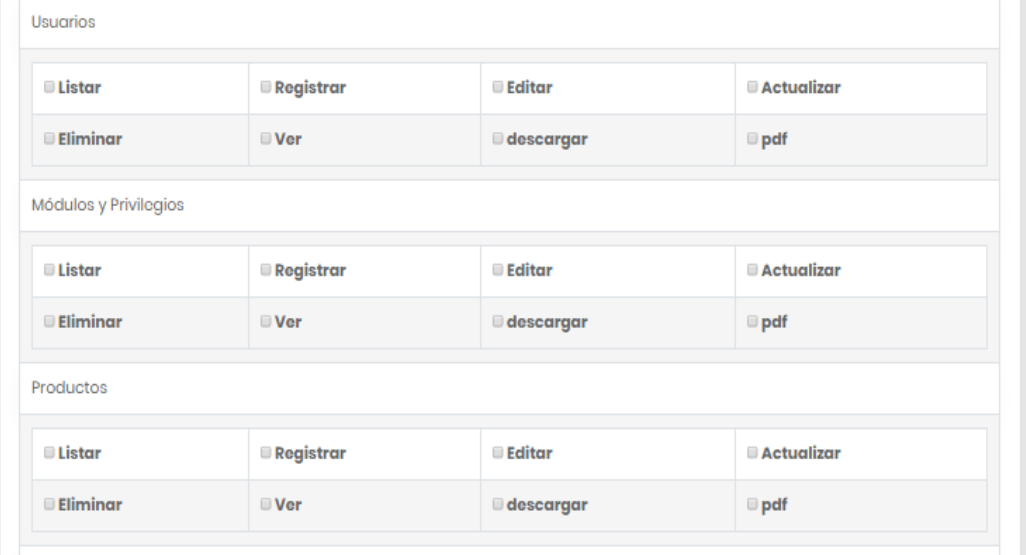 Usuarios
Listar Registrar Editar Actualizar
Eliminar Ver descargar pdf
Módulos y Privilegios
Listar Registrar Editar Actualizar
Eliminar Ver descargar pdf
Productos
Listar Registrar Editar Actualizar
Eliminar Ver descargar pdf